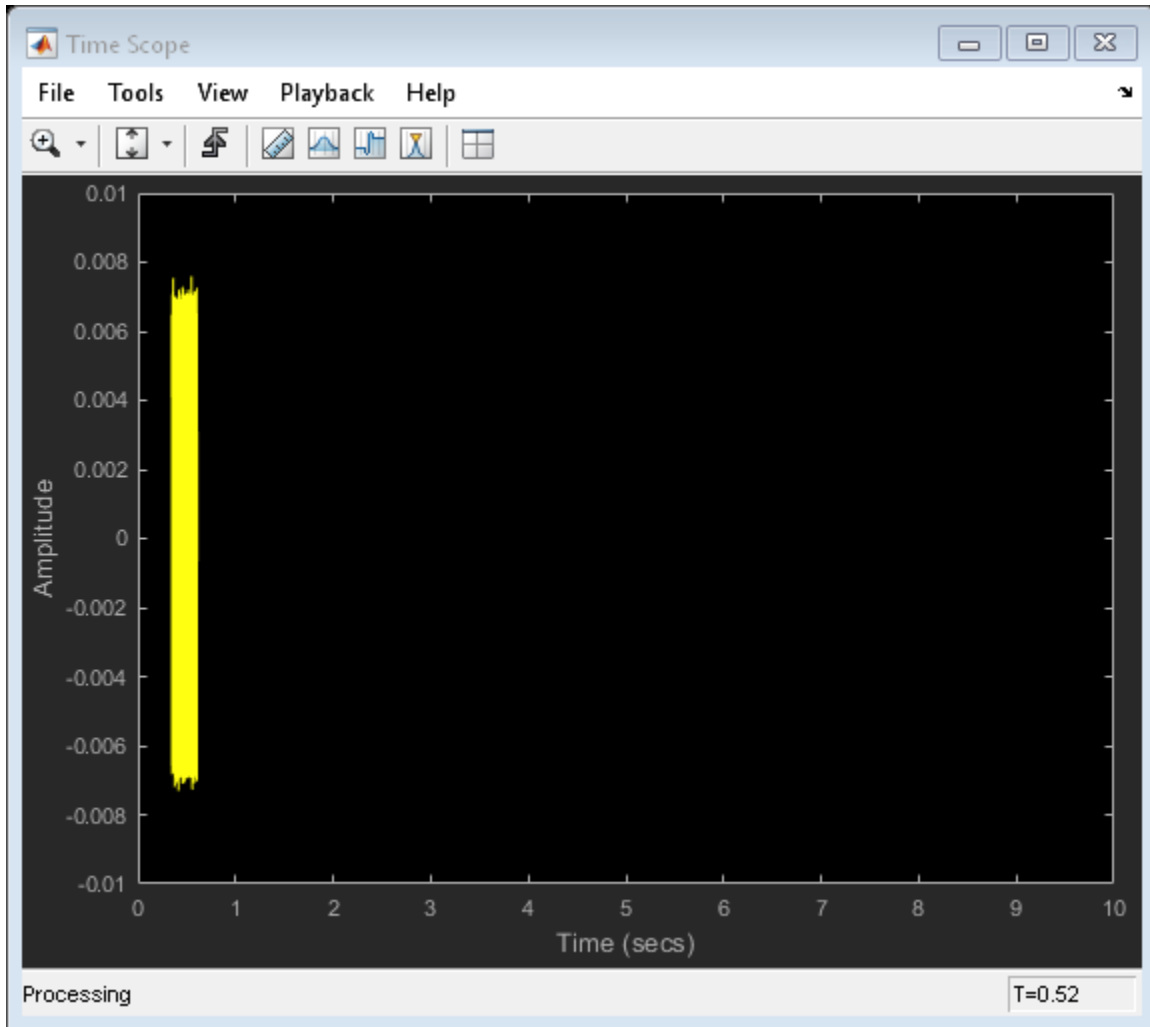 Time Scope
File Tools View Playback Help
0.01
0.008
0.006
0.004
0.002
0
-0.002
-0.004
-0.006
-0.008
-0.01
Amplitude
0 1 2 3 4 5 6 7 8 9 10
Time (secs)
Processing T=0.52